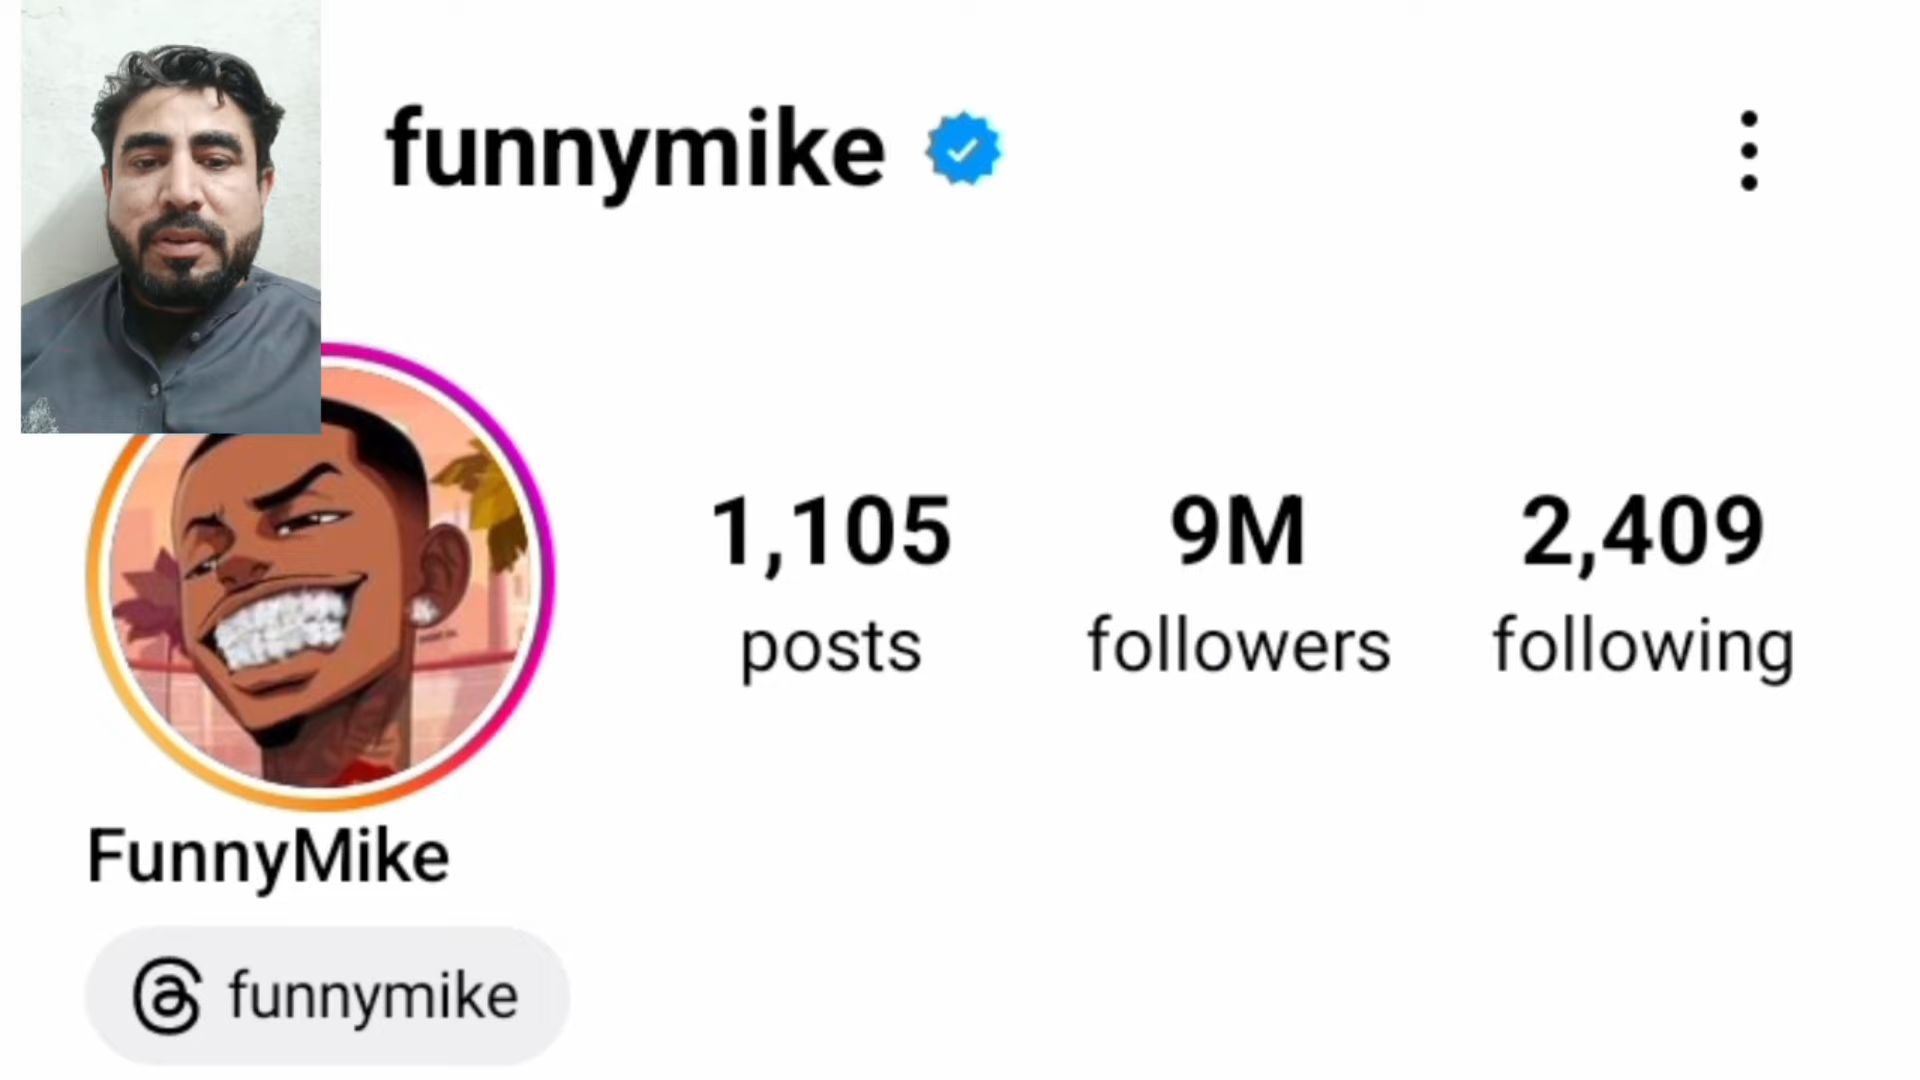 funnymike
1,105 9M 2,409
posts followers following
FunnyMike
funnymike